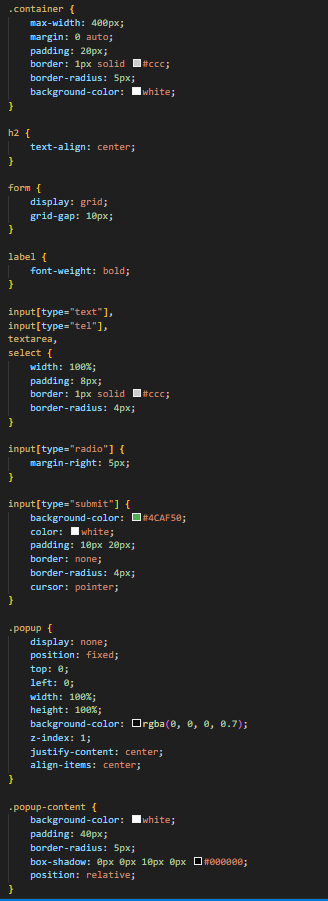 .container {
max-width: 400px;
margin: 0 auto;
padding: 20px;
border: 1px solid #ccc;
border-radius: 5px;
background-color: white;
}
h2 {
text-align: center;
}
form {
display: grid;
grid-gap: 10px;
}
label {
font-weight: bold;
}
input[type="text"],
input[type="tel"],
textarea,
select {
width: 100%;
padding: 8px;
border: 1px solid #ccc;
border-radius: 4px;
}
input[type="radio"] {
margin-right: 5px;
}
input[type="submit"] {
background-color: #4CAF50;
color: white;
padding: 10px 20px;
border: none;
border-radius: 4px;
cursor: pointer;
}
.popup {
display: none;
position: fixed;
top: 0;
left: 0;
width: 100%;
height: 100%;
background-color: rgba(0, 0, 0, 0.7);
z-index: 1;
justify-content: center;
align-items: center;
}
.popup-content {
background-color: white;
padding: 40px;
border-radius: 5px;
box-shadow: 0px 0px 10px 0px #000000;
position: relative;
}